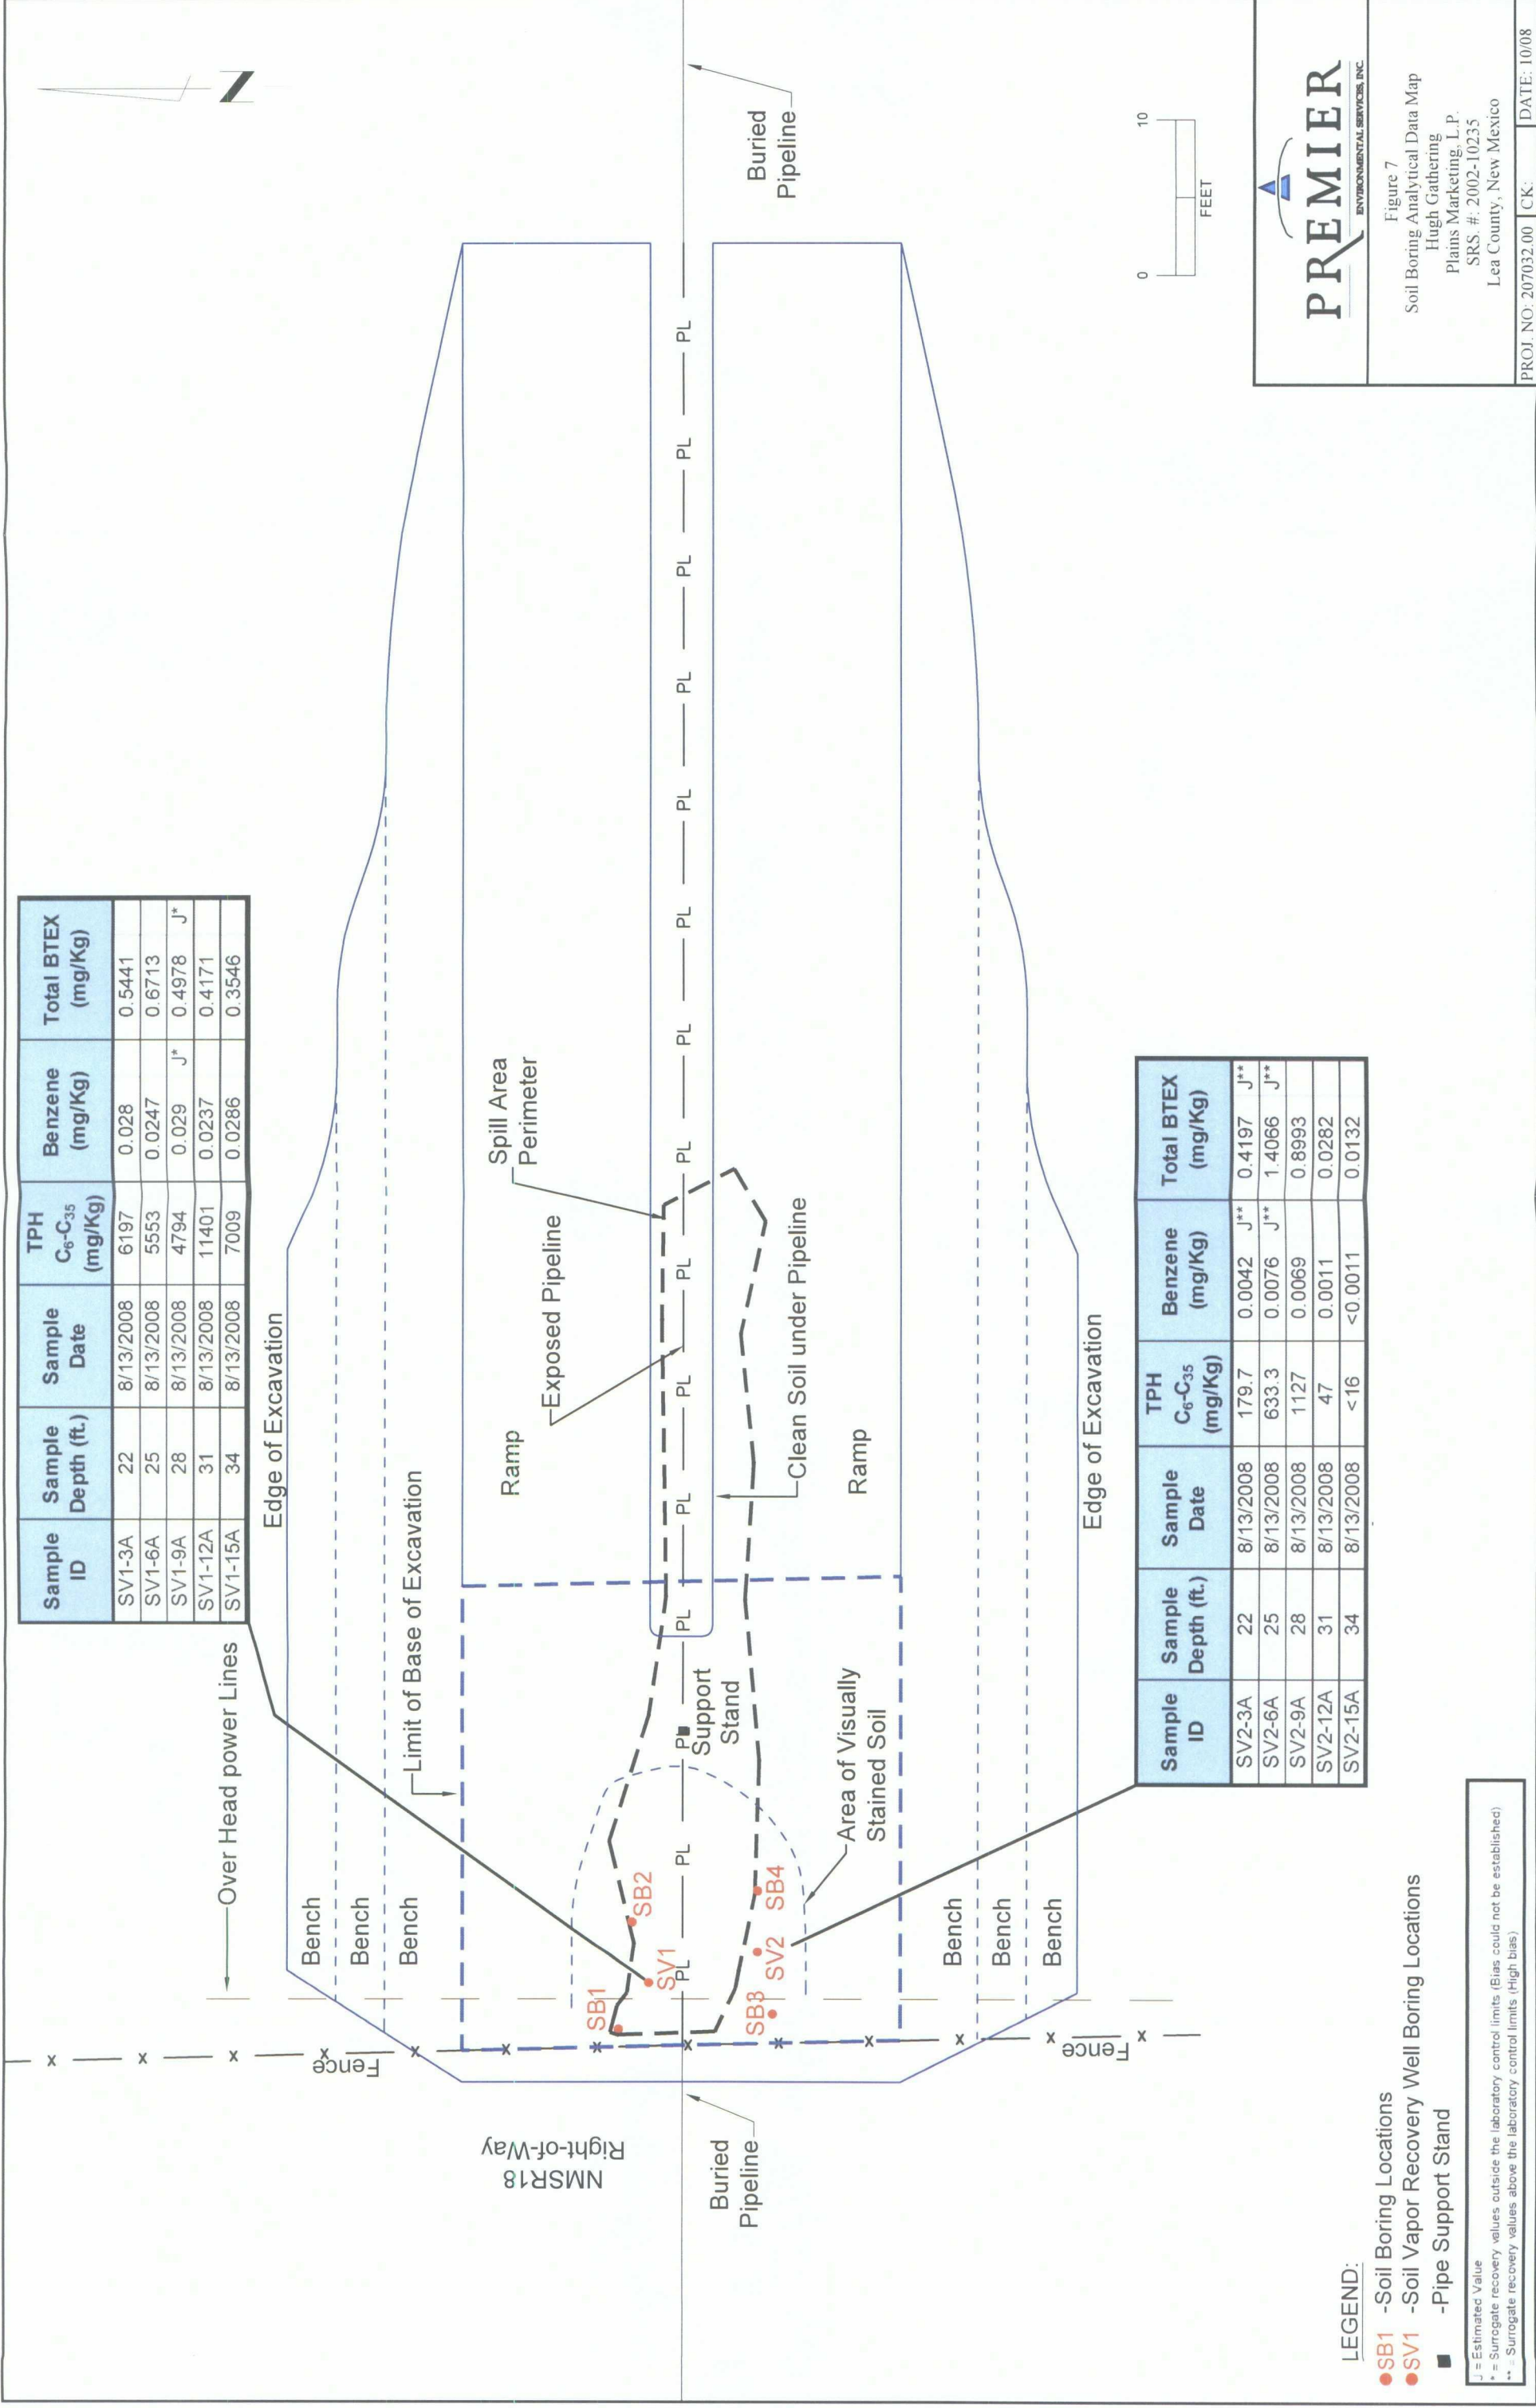 Sample ID Sample Depth (ft.) Sample Date TPH C6-C35 (mg/Kg) Benzene (mg/Kg) Total BTEX (mg/Kg)
SV1-3A 22 8/13/2008 6197 0.028 0.5441
SV1-6A 25 8/13/2008 5553 0.0247 0.6713
SV1-9A 28 8/13/2008 4794 0.029 J* 0.4978 J*
SV1-12A 31 8/13/2008 11401 0.0237 0.4171
SV1-15A 34 8/13/2008 7009 0.0286 0.3546
N
Over Head power Lines
Edge of Excavation
Bench
Bench
Bench
Fence
Limit of Base of Excavation
Ramp
Exposed Pipeline
Spill Area
Perimeter
NMSR18
Right-of-Way
SB1
SB2
SV1
PL
PL
PL
Support
Stand
PL
PL
PL
PL
PL
PL
PL
PL
PL
PL
PL
PL
Buried
Pipeline
Buried
Pipeline
SB3
SV2
SB4
Area of Visually
Stained Soil
Clean Soil under Pipeline
Ramp
Bench
Bench
Bench
Fence
Edge of Excavation
Sample ID Sample Depth (ft.) Sample Date TPH C6-C35 (mg/Kg) Benzene (mg/Kg) Total BTEX (mg/Kg)
SV2-3A 22 8/13/2008 179.7 0.0042 J** 0.4197 J**
SV2-6A 25 8/13/2008 633.3 0.0076 J** 1.4066 J**
SV2-9A 28 8/13/2008 1127 0.0069 0.8993
SV2-12A 31 8/13/2008 47 0.0011 0.0282
SV2-15A 34 8/13/2008 <16 <0.0011 0.0132
0 10
FEET
LEGEND:
SB1 -Soil Boring Locations
SV1 -Soil Vapor Recovery Well Boring Locations
-Pipe Support Stand
J = Estimated Value
* = Surrogate recovery values outside the laboratory control limits (Bias could not be established)
** = Surrogate recovery values above the laboratory control limits (High bias)
PREMIER
ENVIRONMENTAL SERVICES, INC.
Figure 7
Soil Boring Analytical Data Map
Hugh Gathering
Plains Marketing, L.P.
SRS. #: 2002-10235
Lea County, New Mexico
PROJ. NO: 207032.00 CK: DATE: 10/08